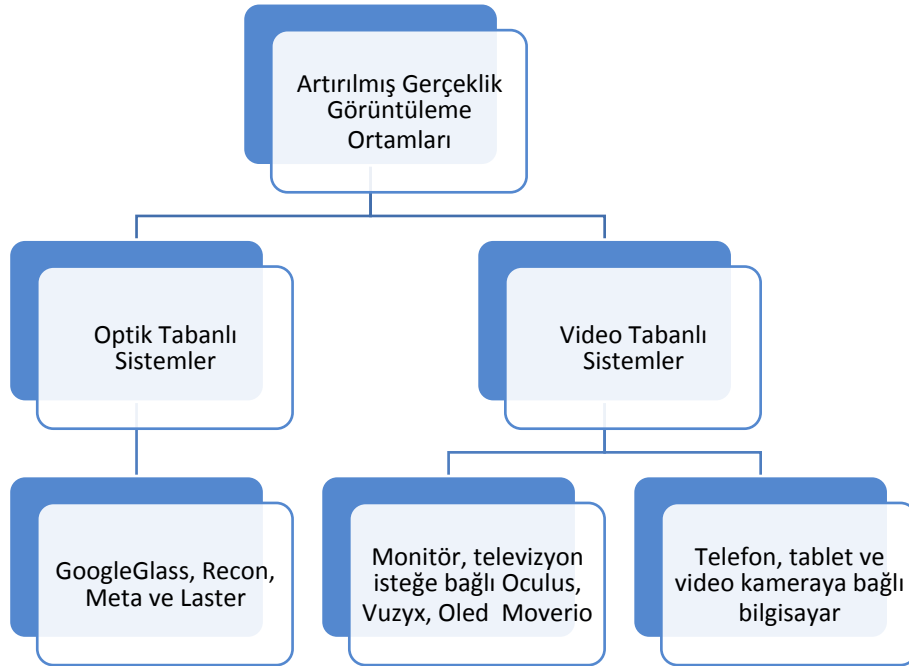 Artırılmış Gerçeklik
Görüntüleme
Ortamları
Optik Tabanlı
Sistemler
Video Tabanlı
Sistemler
GoogleGlass, Recon,
Meta ve Laster
Monitör, televizyon
isteğe bağlı Oculus,
Vuzyx, Oled Moverio
Telefon, tablet ve
video kameraya bağlı
bilgisayar